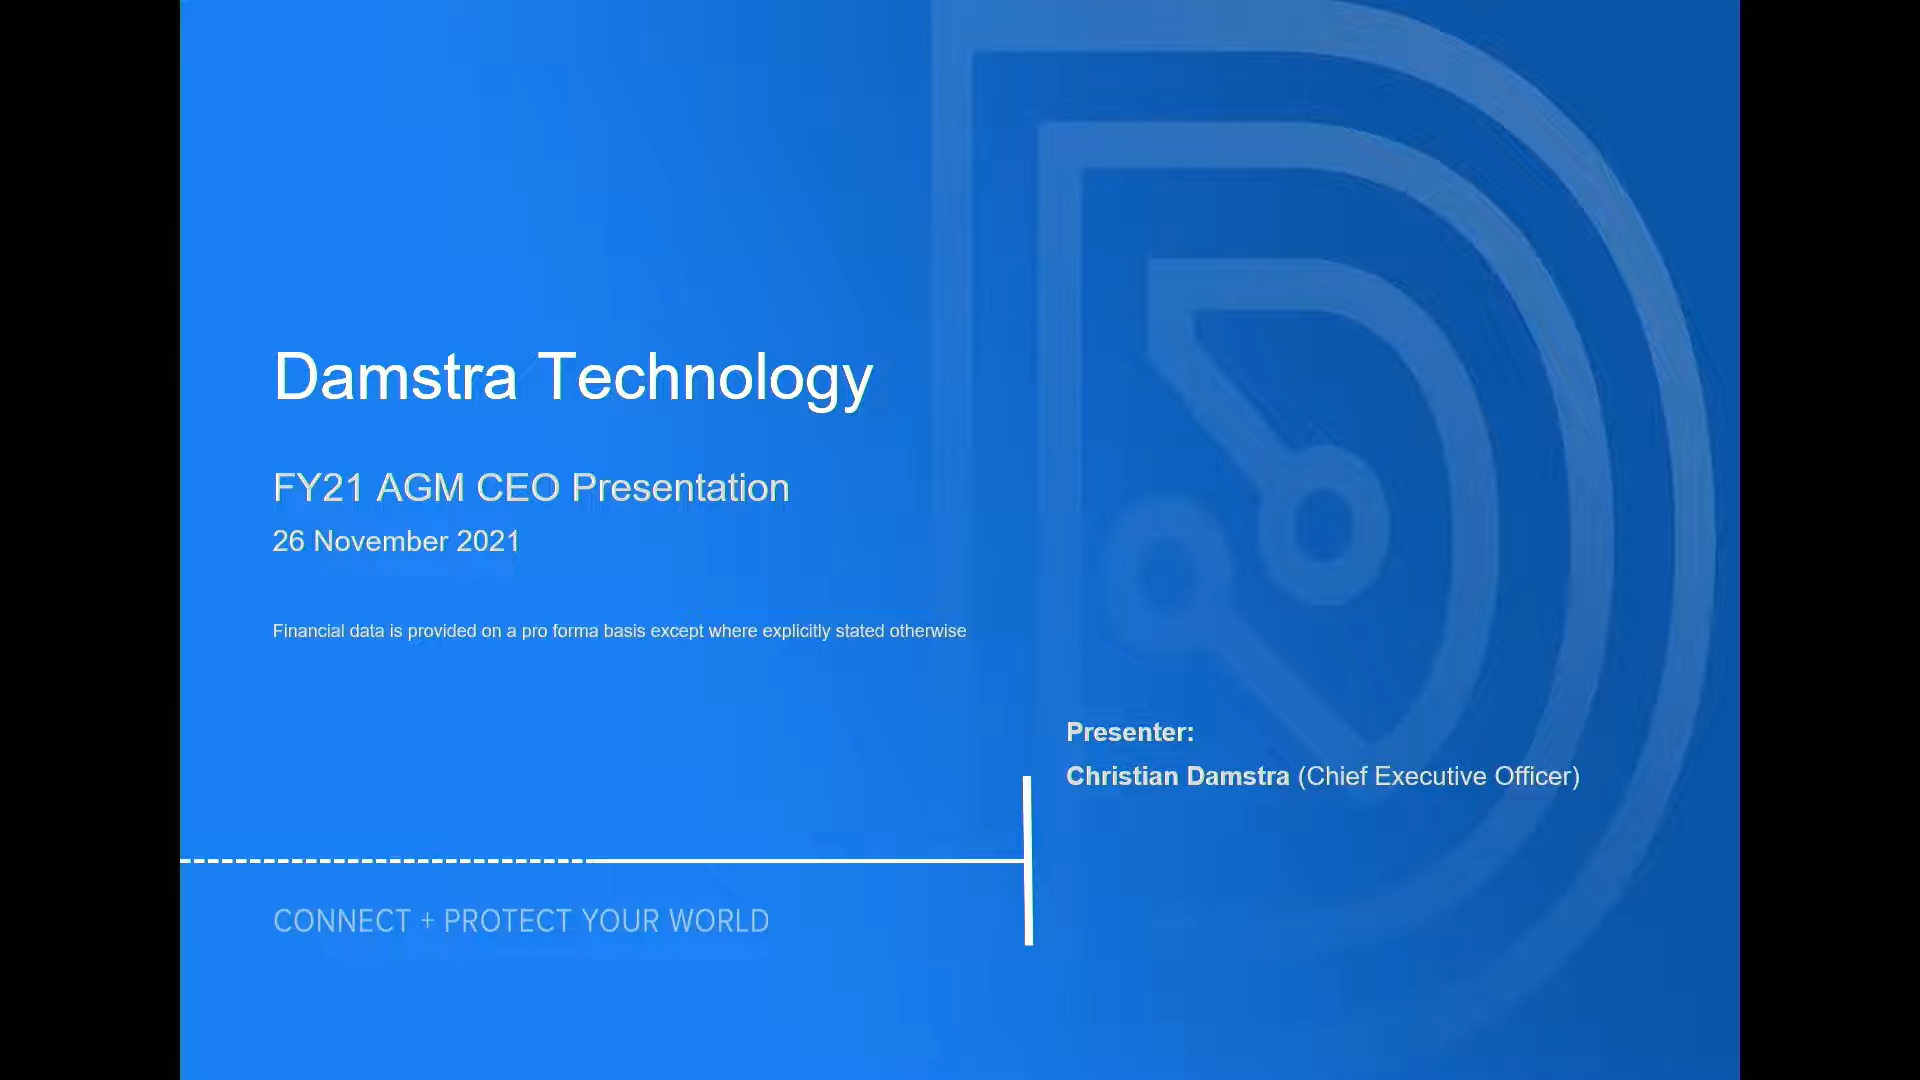 Damstra Technology
FY21 AGM CEO Presentation
26 November 2021
Financial data is provided on a pro forma basis except where explicitly stated otherwise
Presenter:
Christian Damstra (Chief Executive Officer)
CONNECT + PROTECT YOUR WORLD